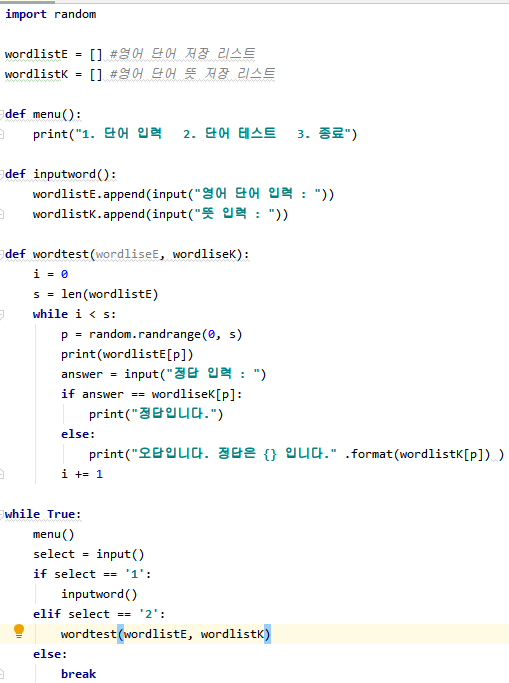 import random
wordlistE = [] #영어 단어 저장 리스트
wordlistK = [] #영어 단어 뜻 저장 리스트
def menu():
print("1. 단어 입력   2. 단어 테스트   3. 종료")
def inputword():
wordlistE.append(input("영어 단어 입력 : "))
wordlistK.append(input("뜻 입력 : "))
def wordtest(wordliseE, wordliseK):
i = 0
s = len(wordlistE)
while i < s:
p = random.randrange(0, s)
print(wordlistE[p])
answer = input("정답 입력 : ")
if answer == wordliseK[p]:
print("정답입니다.")
else:
print("오답입니다. 정답은 {} 입니다." .format(wordlistK[p]) )
i += 1
while True:
menu()
select = input()
if select == '1':
inputword()
elif select == '2':
wordtest(wordlistE, wordlistK)
else:
break